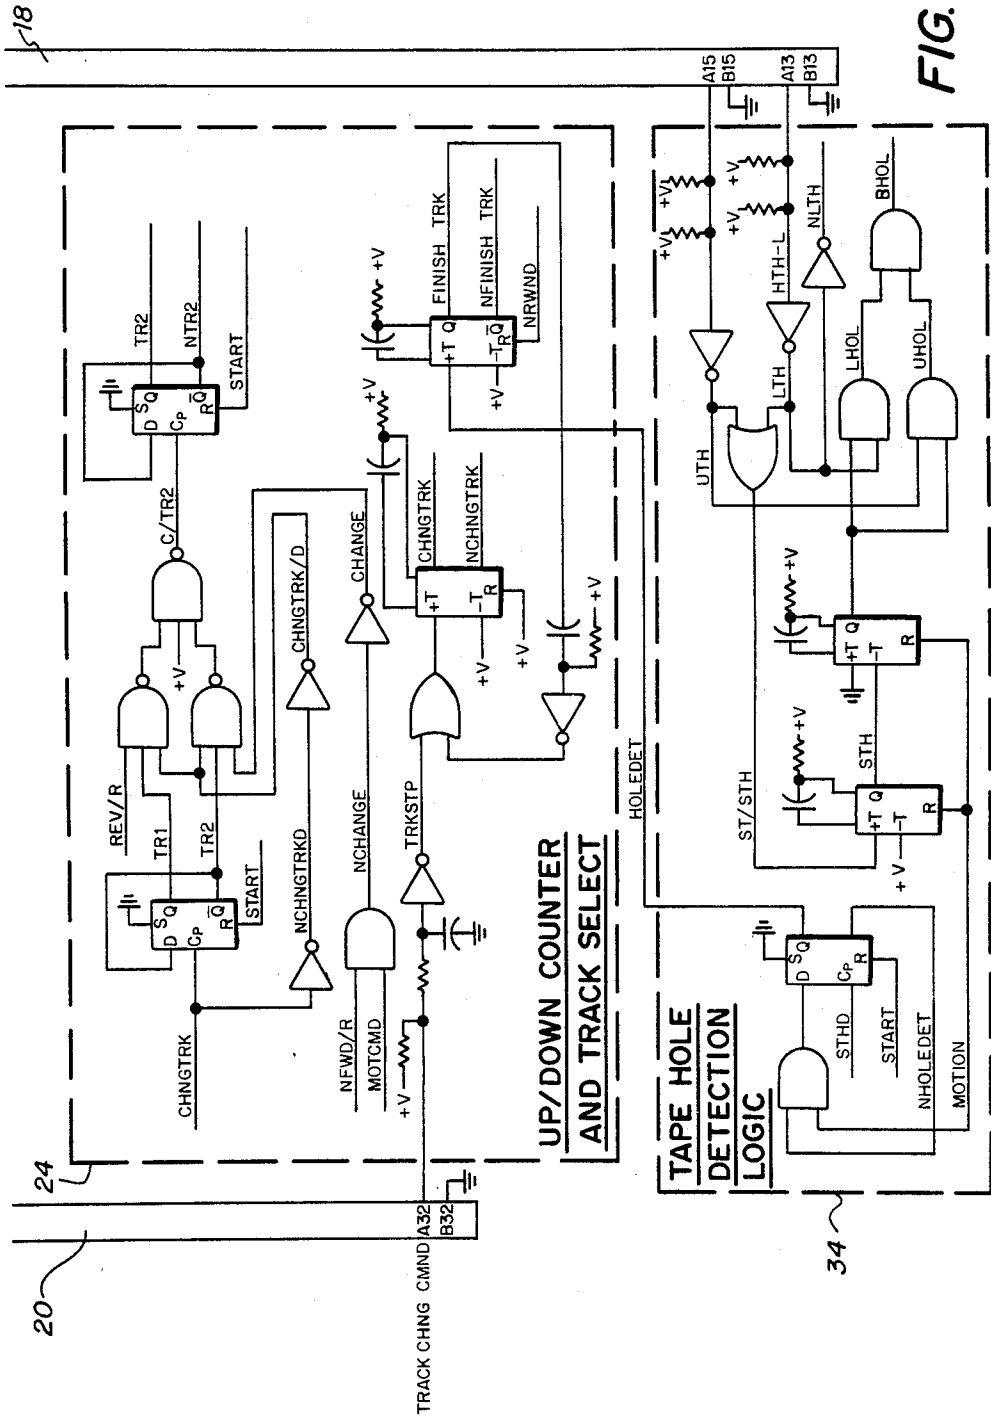 18
20
24
TRACK CHNG CMND
A32
B32
CHNGTRK
S
D
Q
CP
Q
R
START
TR1
TR2
REV/R
+V
C/TR2
S
D
Q
CP
Q
R
TR2
NTR2
START
NCHNGTRKD
CHNGTRK/D
NFWD/R
MOTCMD
NCHANGE
CHANGE
+V
TRKSTP
+T
-T
R
+V
+V
+V
CHNGTRK
NCHNGTRK
+V
+V
+T
Q
-T
Q
R
+V
FINISH TRK
NFINISH TRK
NRWND
UP/DOWN COUNTER
AND TRACK SELECT
HOLEDET
A15
B15
A13
B13
+V
+V
+V
+V
UTH
LTH
HTH-L
NLTH
ST/STH
LHOL
UHOL
BHOL
TAPE HOLE
DETECTION
LOGIC
STHD
START
NHOLEDET
MOTION
S
D
Q
CP
R
+V
+T
Q
-T
R
+V
STH
+V
+T
Q
-T
R
34
FIG.